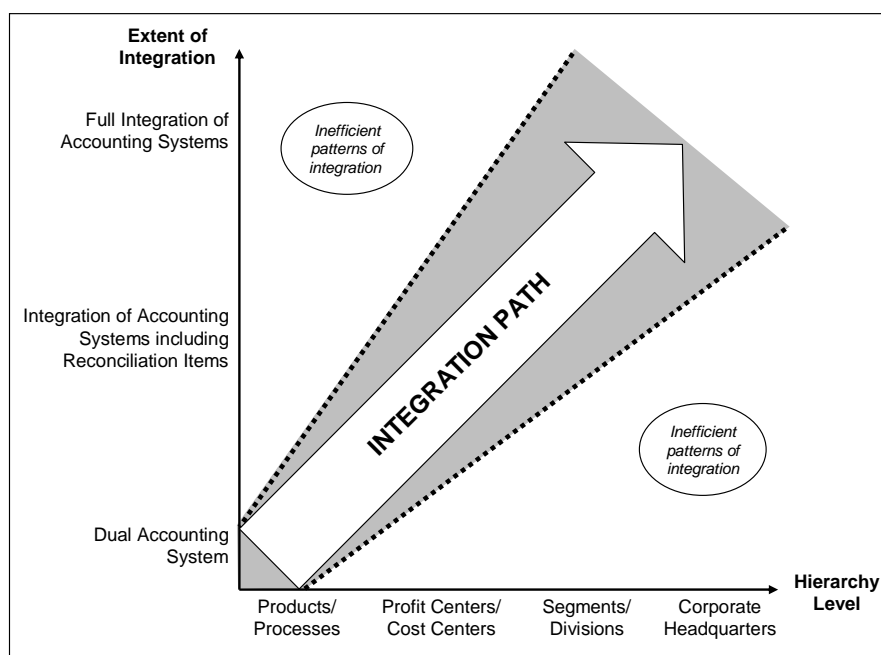 Extent of
Integration
Full Integration of
Accounting Systems
Inefficient
patterns of
integration
Integration of Accounting
Systems including
Reconciliation Items
INTEGRATION PATH
Inefficient
patterns of
integration
Dual Accounting
System
Hierarchy
Level
Products/
Processes
Profit Centers/
Cost Centers
Segments/
Divisions
Corporate
Headquarters